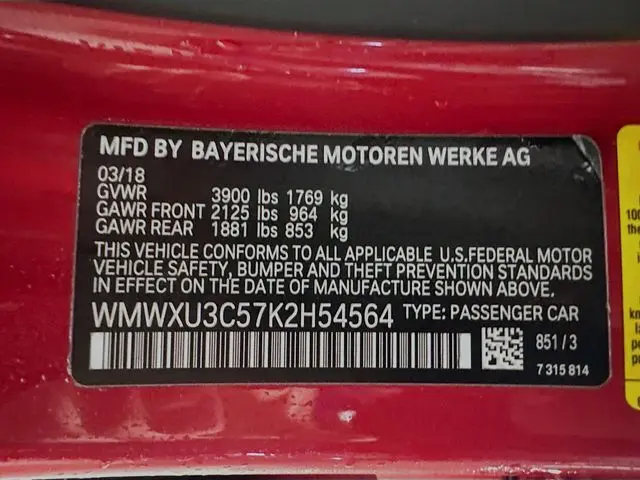 MFD BY BAYERISCHE MOTOREN WERKE AG
03/18
GVWR 3900 lbs 1769 kg
GAWR FRONT 2125 lbs 964 kg
GAWR REAR 1881 lbs 853 kg
THIS VEHICLE CONFORMS TO ALL APPLICABLE U.S.FEDERAL MOTOR
VEHICLE SAFETY, BUMPER AND THEFT PREVENTION STANDARDS
IN EFFECT ON THE DATE OF MANUFACTURE SHOWN ABOVE.
WMWXU3C57K2H54564 TYPE: PASSENGER CAR
851/3
7 315 814
100
the